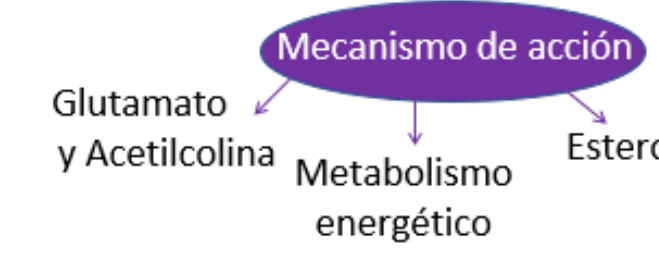 Mecanismo de acción
Glutamato
y Acetilcolina
Metabolismo
energético